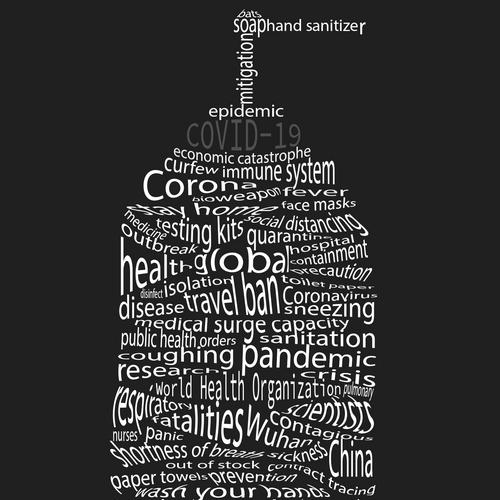 bats
soap hand sanitizer
mitigation
epidemic
COVID-19
economic catastrophe
curfew immune system
Corona bioweapon fever
stay home social distancing face masks
medicine testing kits quarantine
outbreak hospital
health global containment
precaution
disinfect isolation toilet paper
disease travel ban Coronavirus
sneezing
medical surge capacity
public health orders sanitation
coughing pandemic
research crisis
World Health Organization pulmonary
respiratory scientists
fatalities contagious
nurses panic Wuhan
shortness of breath sickness China
out of stock contract tracing
paper towels prevention
wash your hands